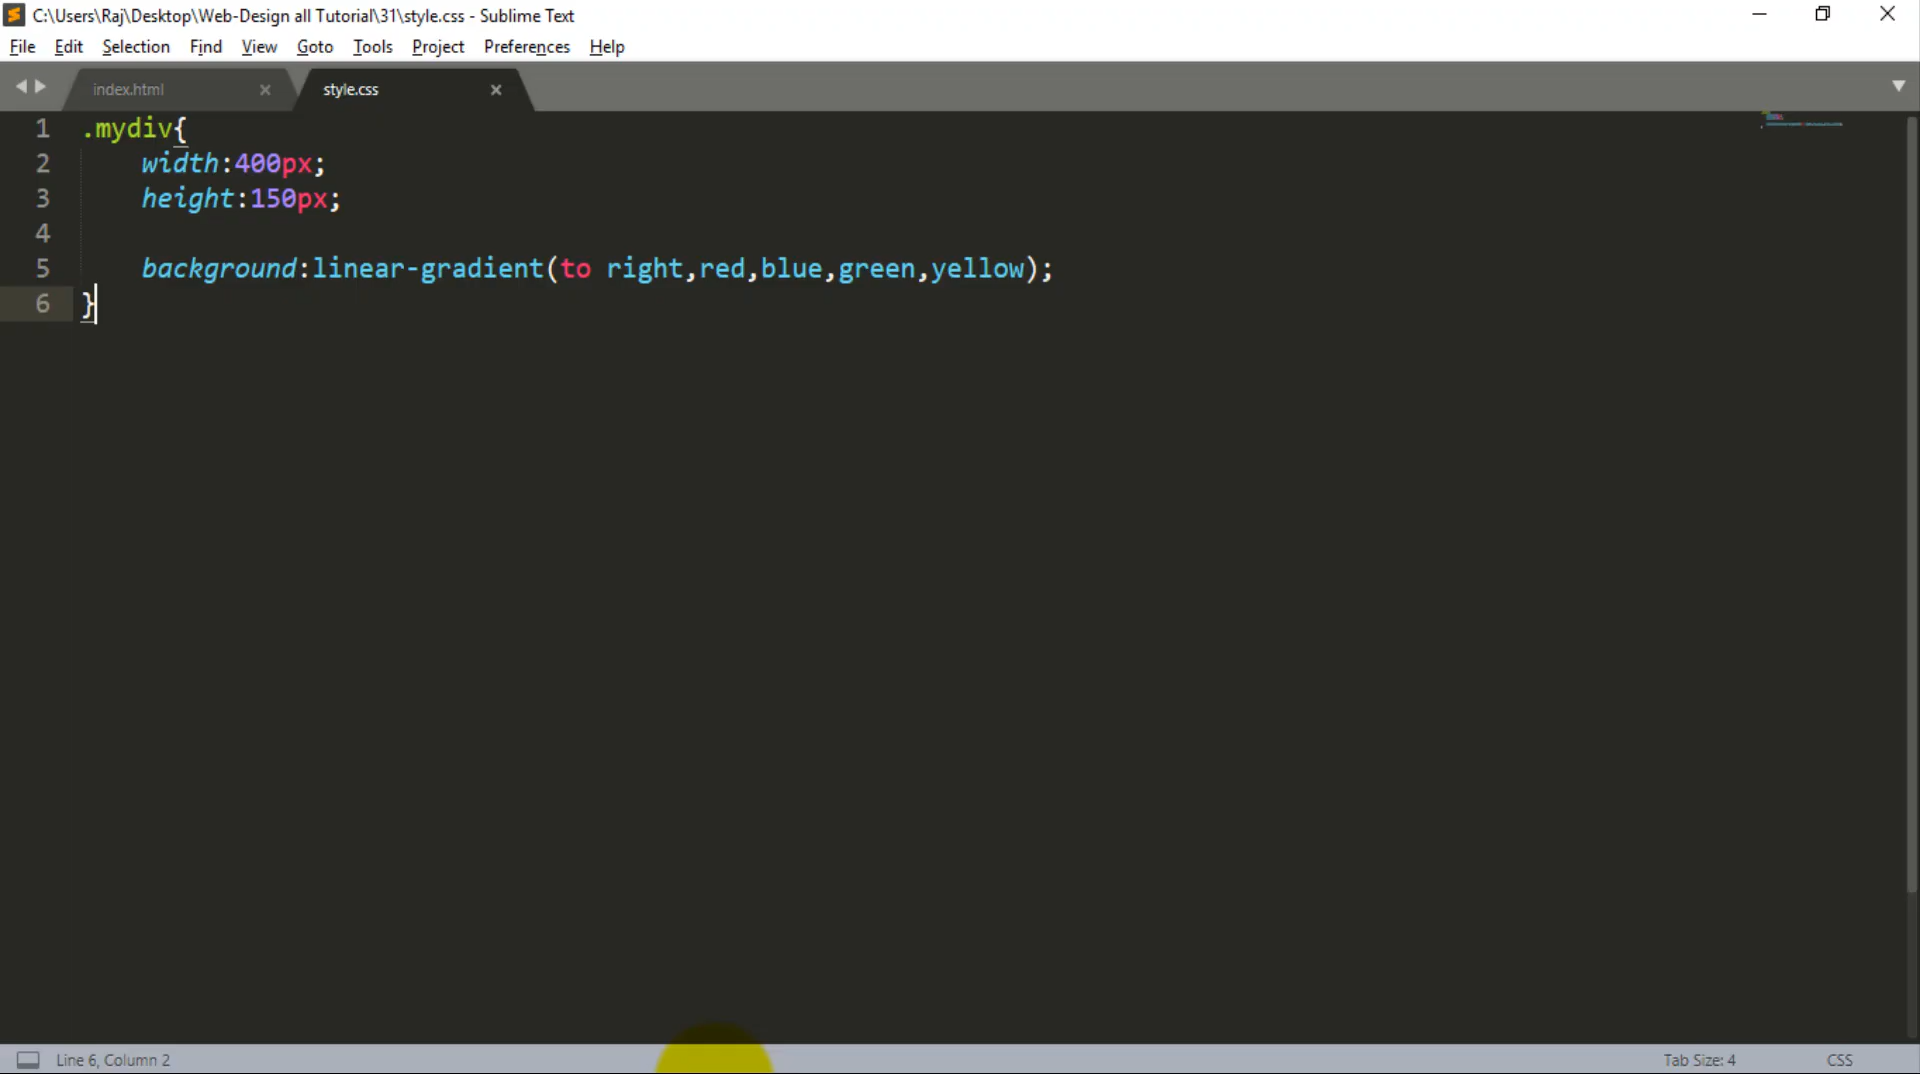 C:\Users\Raj\Desktop\Web-Design all Tutorial\31\style.css - Sublime Text
File Edit Selection Find View Goto Tools Project Preferences Help
index.html style.css
1 .mydiv{
2 width:400px;
3 height:150px;
4
5 background:linear-gradient(to right,red,blue,green,yellow);
6 }
Line 6, Column 2 Tab Size: 4 CSS